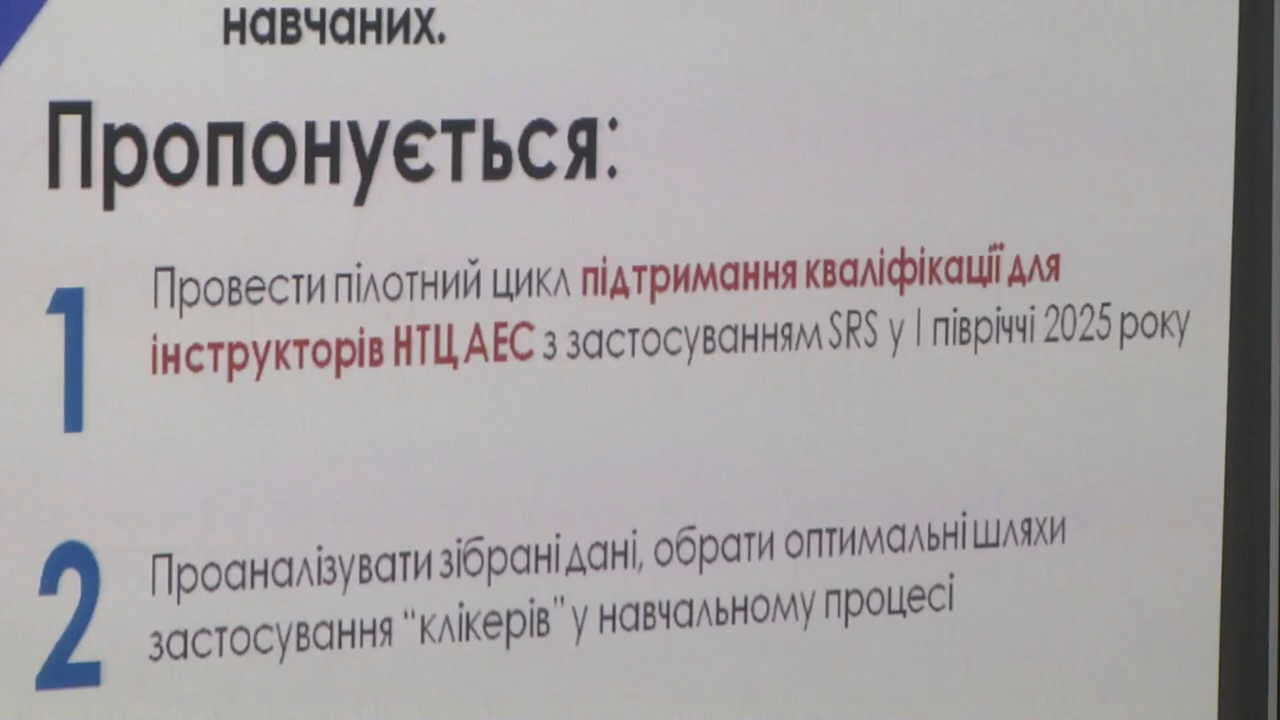 навчаних.
Пропонується:
1
Провести пілотний цикл підтримання кваліфікації для
інструкторів НТЦ АЕС з застосуванням SRS у І півріччі 2025 року
2
Проаналізувати зібрані дані, обрати оптимальні шляхи
застосування “клікерів” у навчальному процесі